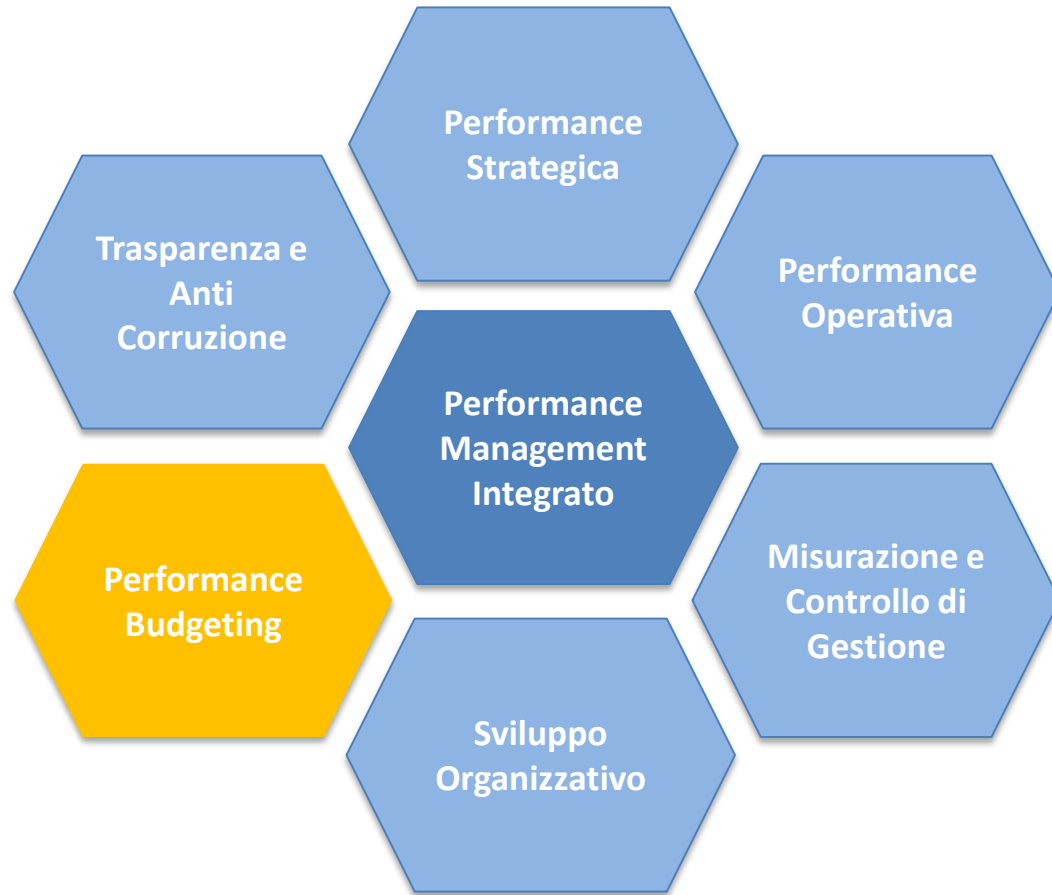 Performance
Strategica
Trasparenza e
Anti
Corruzione
Performance
Operativa
Performance
Management
Integrato
Performance
Budgeting
Misurazione e
Controllo di
Gestione
Sviluppo
Organizzativo